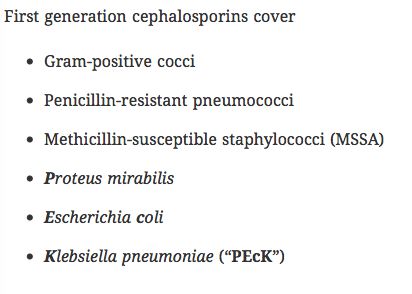 First generation cephalosporins cover
• Gram-positive cocci
• Penicillin-resistant pneumococci
• Methicillin-susceptible staphylococci (MSSA)
• Proteus mirabilis
• Escherichia coli
• Klebsiella pneumoniae (“PEcK”)